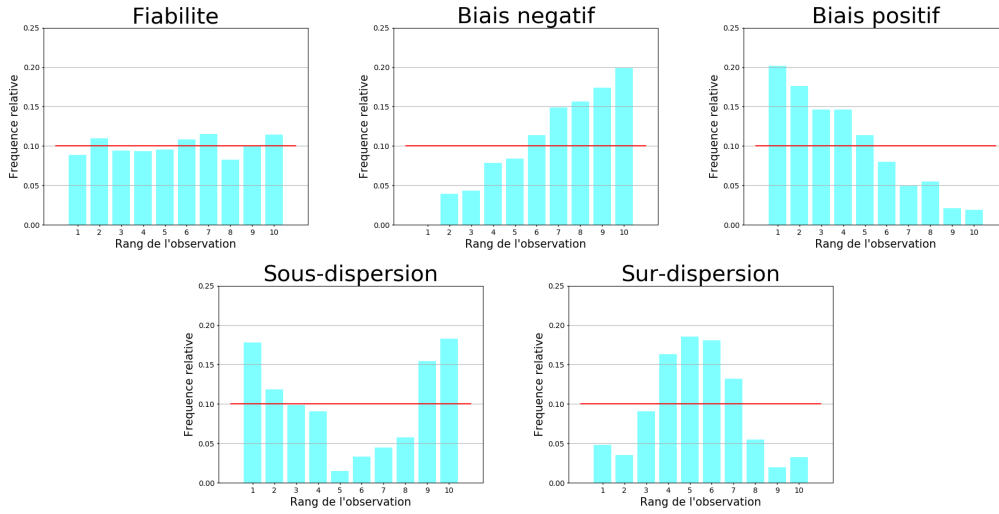 Fiabilite
0.25
0.20
0.15
0.10
0.05
0.00
Frequence relative
1 2 3 4 5 6 7 8 9 10
Rang de l'observation
Biais negatif
0.25
0.20
0.15
0.10
0.05
0.00
Frequence relative
1 2 3 4 5 6 7 8 9 10
Rang de l'observation
Biais positif
0.25
0.20
0.15
0.10
0.05
0.00
Frequence relative
1 2 3 4 5 6 7 8 9 10
Rang de l'observation
Sous-dispersion
0.25
0.20
0.15
0.10
0.05
0.00
Frequence relative
1 2 3 4 5 6 7 8 9 10
Rang de l'observation
Sur-dispersion
0.25
0.20
0.15
0.10
0.05
0.00
Frequence relative
1 2 3 4 5 6 7 8 9 10
Rang de l'observation